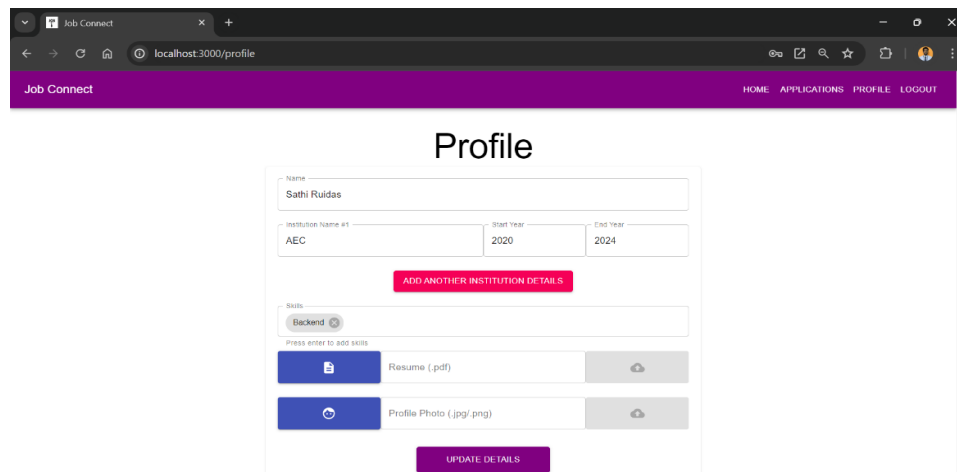 Job Connect
localhost:3000/profile
Job Connect HOME APPLICATIONS PROFILE LOGOUT
Profile
Name
Sathi Ruidas
Institution Name #1 Start Year End Year
AEC 2020 2024
ADD ANOTHER INSTITUTION DETAILS
Skills
Backend
Press enter to add skills
Resume (.pdf)
Profile Photo (.jpg/.png)
UPDATE DETAILS